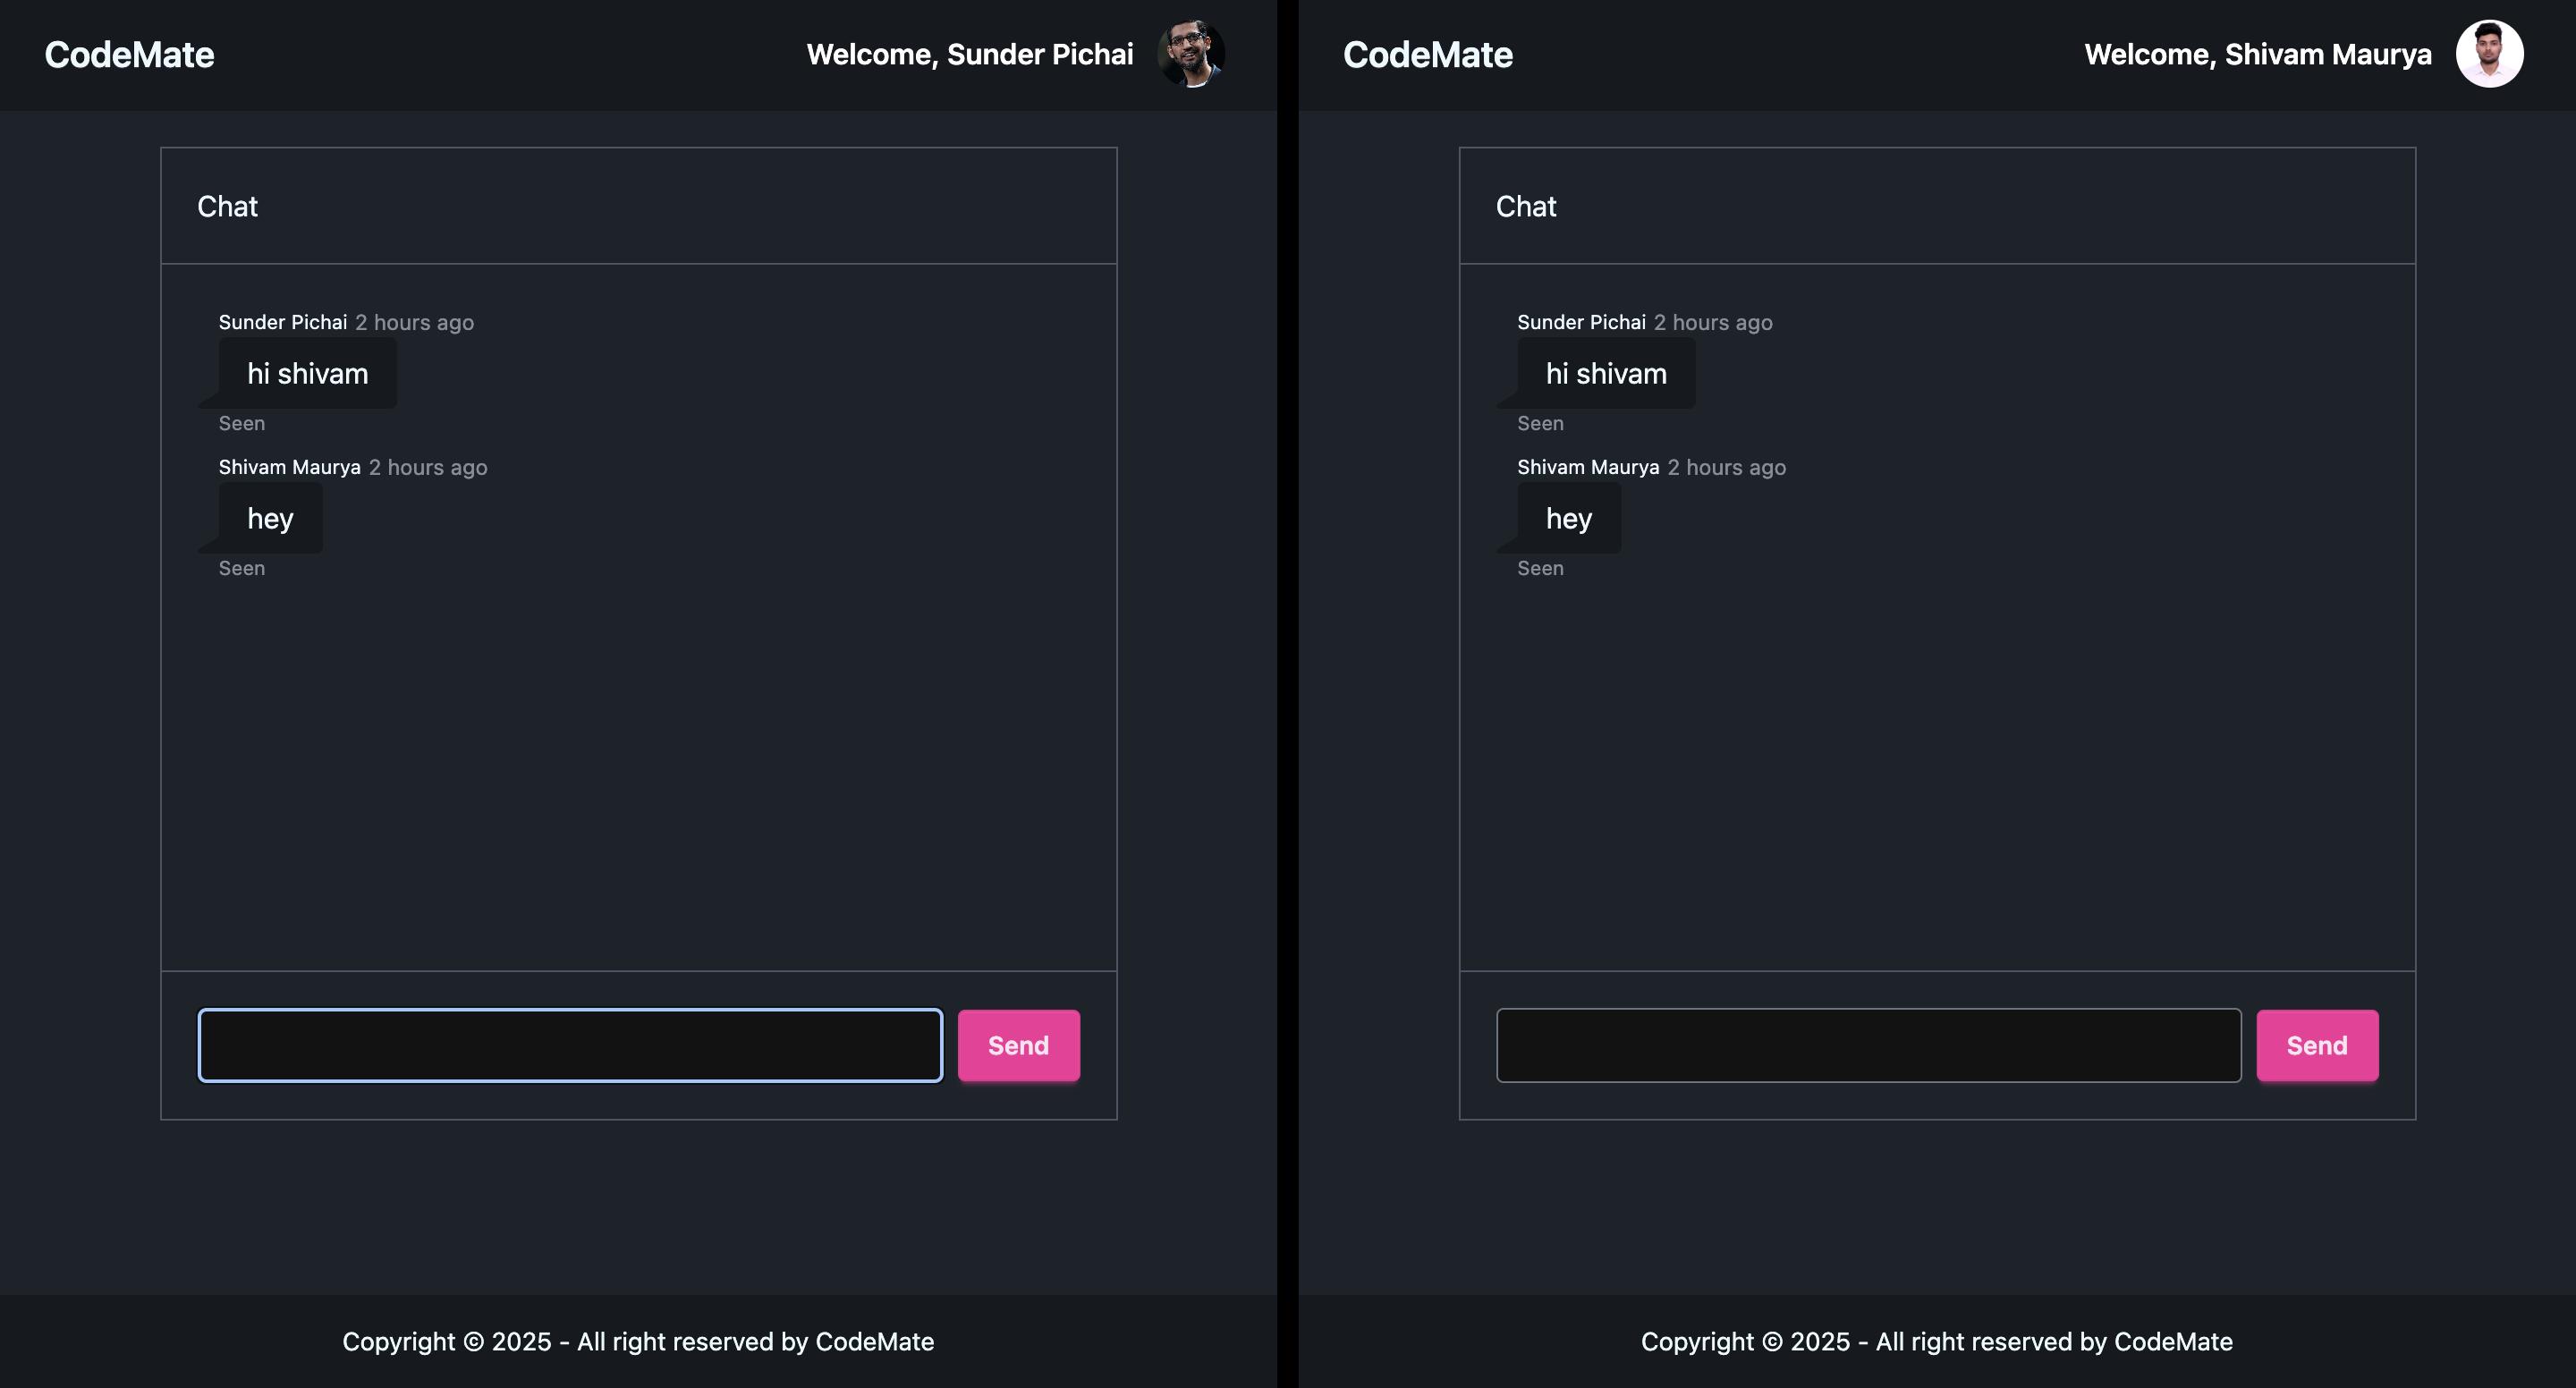 CodeMate
Welcome, Sunder Pichai
Chat
Sunder Pichai 2 hours ago
hi shivam
Seen
Shivam Maurya 2 hours ago
hey
Seen
Send
Copyright © 2025 - All right reserved by CodeMate
CodeMate
Welcome, Shivam Maurya
Chat
Sunder Pichai 2 hours ago
hi shivam
Seen
Shivam Maurya 2 hours ago
hey
Seen
Send
Copyright © 2025 - All right reserved by CodeMate